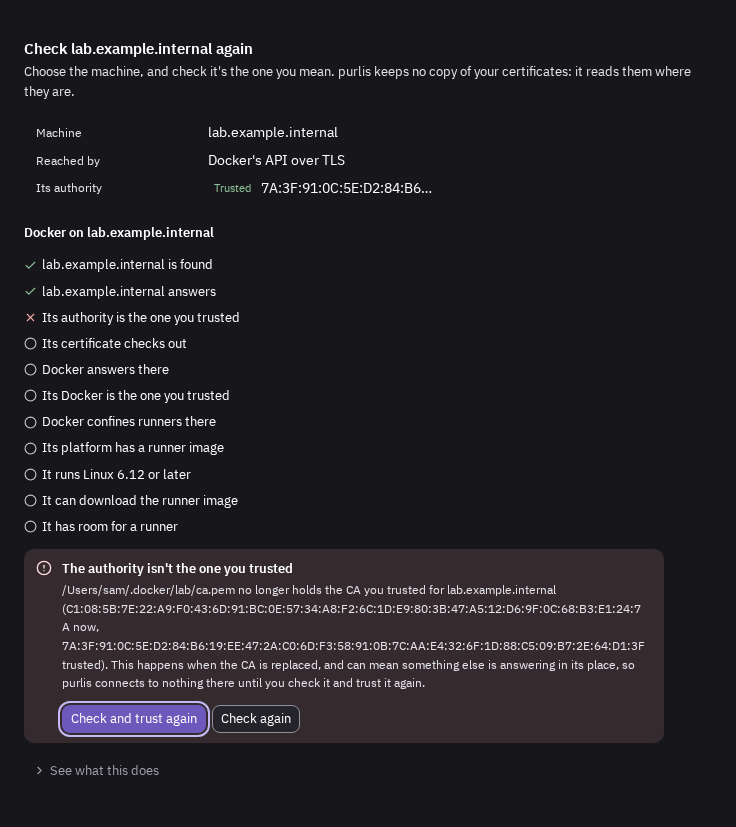 Check lab.example.internal again
Choose the machine, and check it's the one you mean. purlis keeps no copy of your certificates: it reads them where
they are.
Machine lab.example.internal
Reached by Docker's API over TLS
Its authority Trusted 7A:3F:91:0C:5E:D2:84:B6…
Docker on lab.example.internal
lab.example.internal is found
lab.example.internal answers
Its authority is the one you trusted
Its certificate checks out
Docker answers there
Its Docker is the one you trusted
Docker confines runners there
Its platform has a runner image
It runs Linux 6.12 or later
It can download the runner image
It has room for a runner
The authority isn't the one you trusted
/Users/sam/.docker/lab/ca.pem no longer holds the CA you trusted for lab.example.internal
(C1:08:5B:7E:22:A9:F0:43:6D:91:BC:0E:57:34:A8:F2:6C:1D:E9:80:3B:47:A5:12:D6:9F:0C:68:B3:E1:24:7
A now,
7A:3F:91:0C:5E:D2:84:B6:19:EE:47:2A:C0:6D:F3:58:91:0B:7C:AA:E4:32:6F:1D:88:C5:09:B7:2E:64:D1:3F
trusted). This happens when the CA is replaced, and can mean something else is answering in its place, so
purlis connects to nothing there until you check it and trust it again.
Check and trust again Check again
See what this does